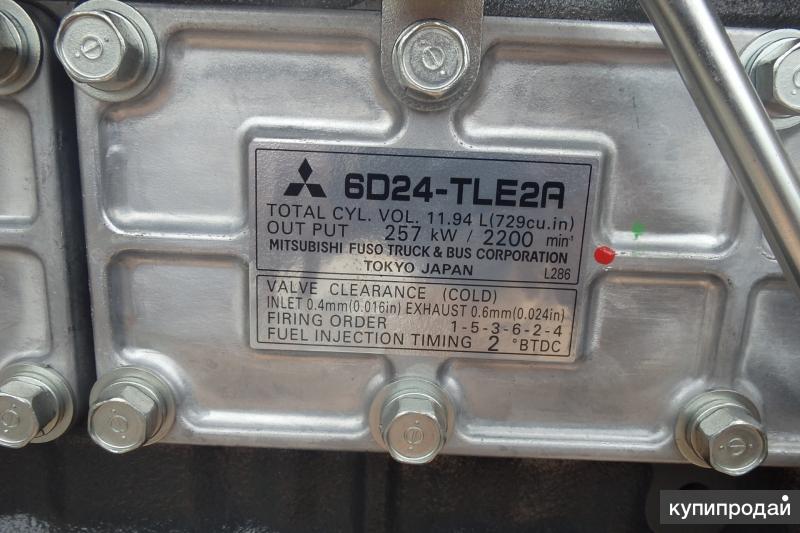 6D24-TLE2A
TOTAL CYL. VOL. 11.94 L(729cu.in)
OUT PUT 257 kW / 2200 min⁻¹
MITSUBISHI FUSO TRUCK & BUS CORPORATION
TOKYO JAPAN L286
VALVE CLEARANCE (COLD)
INLET 0.4mm(0.016in) EXHAUST 0.6mm(0.024in)
FIRING ORDER 1-5-3-6-2-4
FUEL INJECTION TIMING 2 °BTDC
купипродай